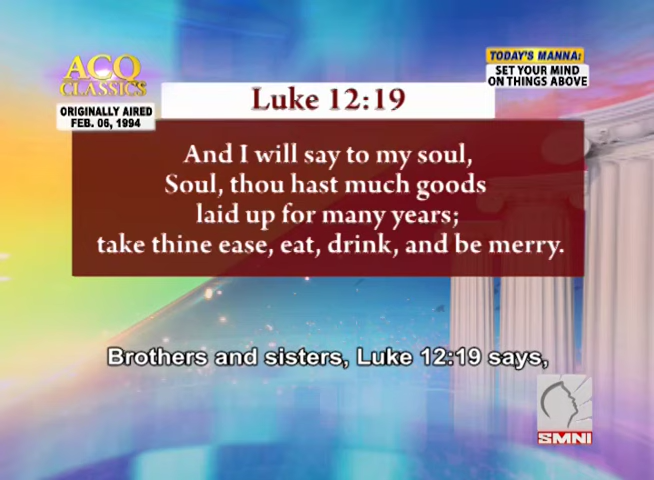 ACQ
CLASSICS
ORIGINALLY AIRED
FEB. 06, 1994
TODAY'S MANNA:
SET YOUR MIND
ON THINGS ABOVE
Luke 12:19
And I will say to my soul,
Soul, thou hast much goods
laid up for many years;
take thine ease, eat, drink, and be merry.
Brothers and sisters, Luke 12:19 says,
SMNI